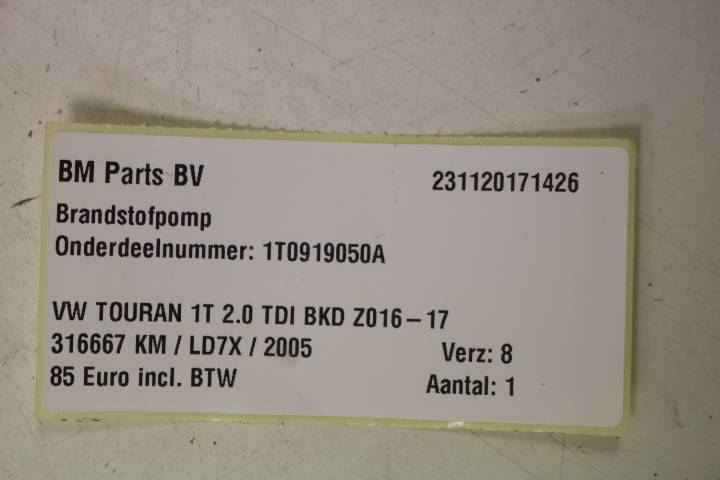 BM Parts BV 231120171426
Brandstofpomp
Onderdeelnummer: 1T0919050A
VW TOURAN 1T 2.0 TDI BKD Z016-17
316667 KM / LD7X / 2005 Verz: 8
85 Euro incl. BTW Aantal: 1